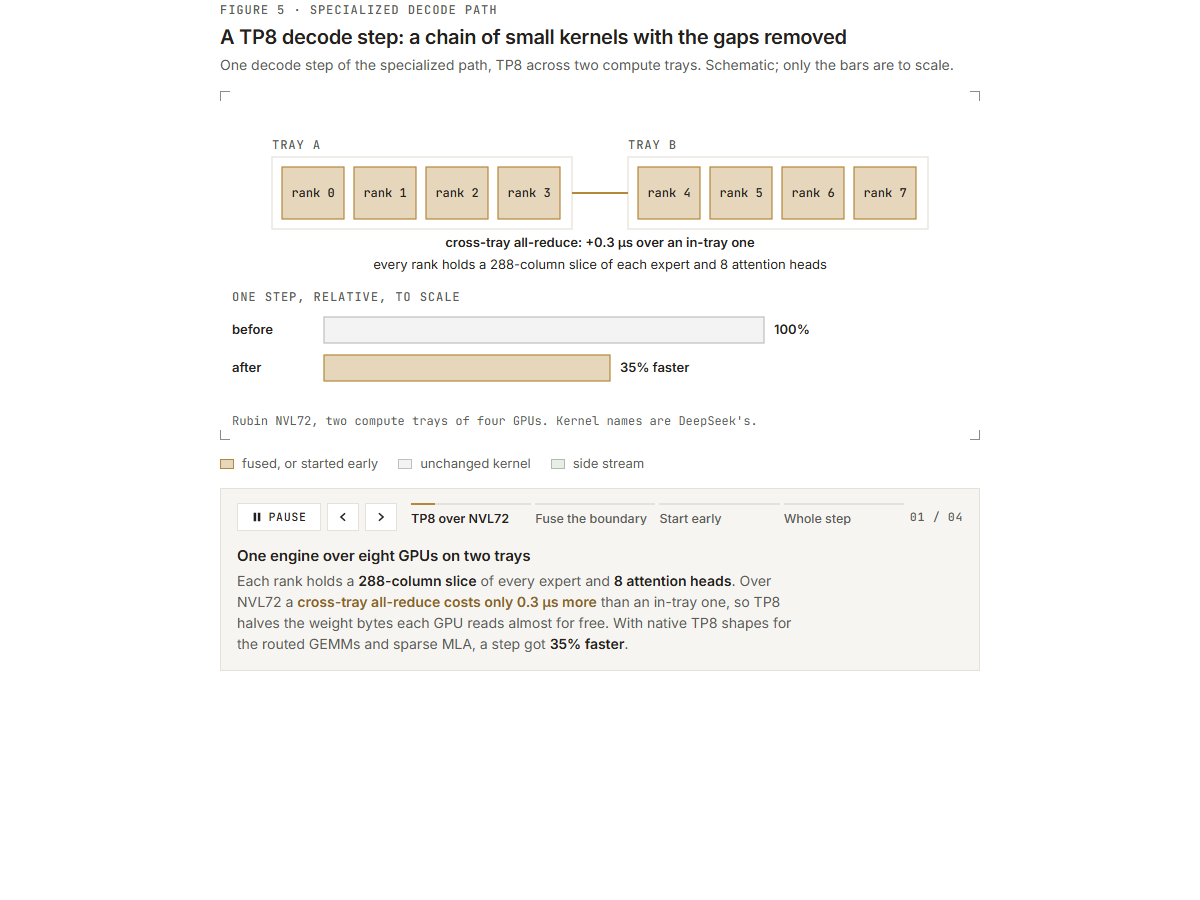 FIGURE 5 · SPECIALIZED DECODE PATH
A TP8 decode step: a chain of small kernels with the gaps removed
One decode step of the specialized path, TP8 across two compute trays. Schematic; only the bars are to scale.
TRAY A
TRAY B
rank 0 rank 1 rank 2 rank 3 rank 4 rank 5 rank 6 rank 7
cross-tray all-reduce: +0.3 µs over an in-tray one
every rank holds a 288-column slice of each expert and 8 attention heads
ONE STEP, RELATIVE, TO SCALE
before 100%
after 35% faster
Rubin NVL72, two compute trays of four GPUs. Kernel names are DeepSeek's.
fused, or started early unchanged kernel side stream
PAUSE < > TP8 over NVL72 Fuse the boundary Start early Whole step 01 / 04
One engine over eight GPUs on two trays
Each rank holds a 288-column slice of every expert and 8 attention heads. Over
NVL72 a cross-tray all-reduce costs only 0.3 µs more than an in-tray one, so TP8
halves the weight bytes each GPU reads almost for free. With native TP8 shapes for
the routed GEMMs and sparse MLA, a step got 35% faster.